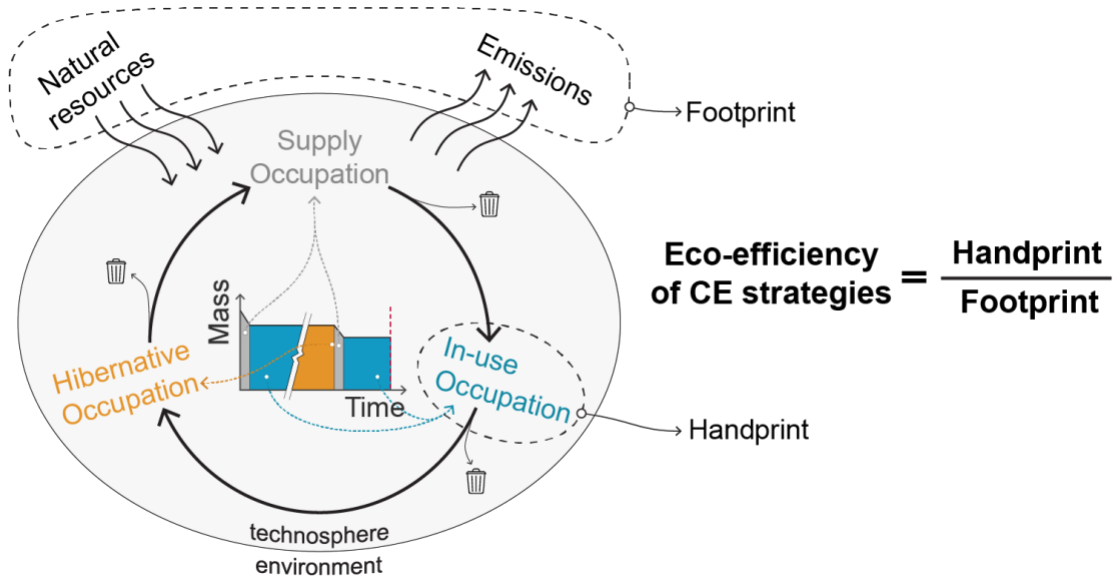 Natural
resources
Emissions
Footprint
Supply
Occupation
Eco-efficiency
of CE strategies
=
Handprint
Footprint
Mass
Time
Hibernative
Occupation
In-use
Occupation
Handprint
technosphere
environment